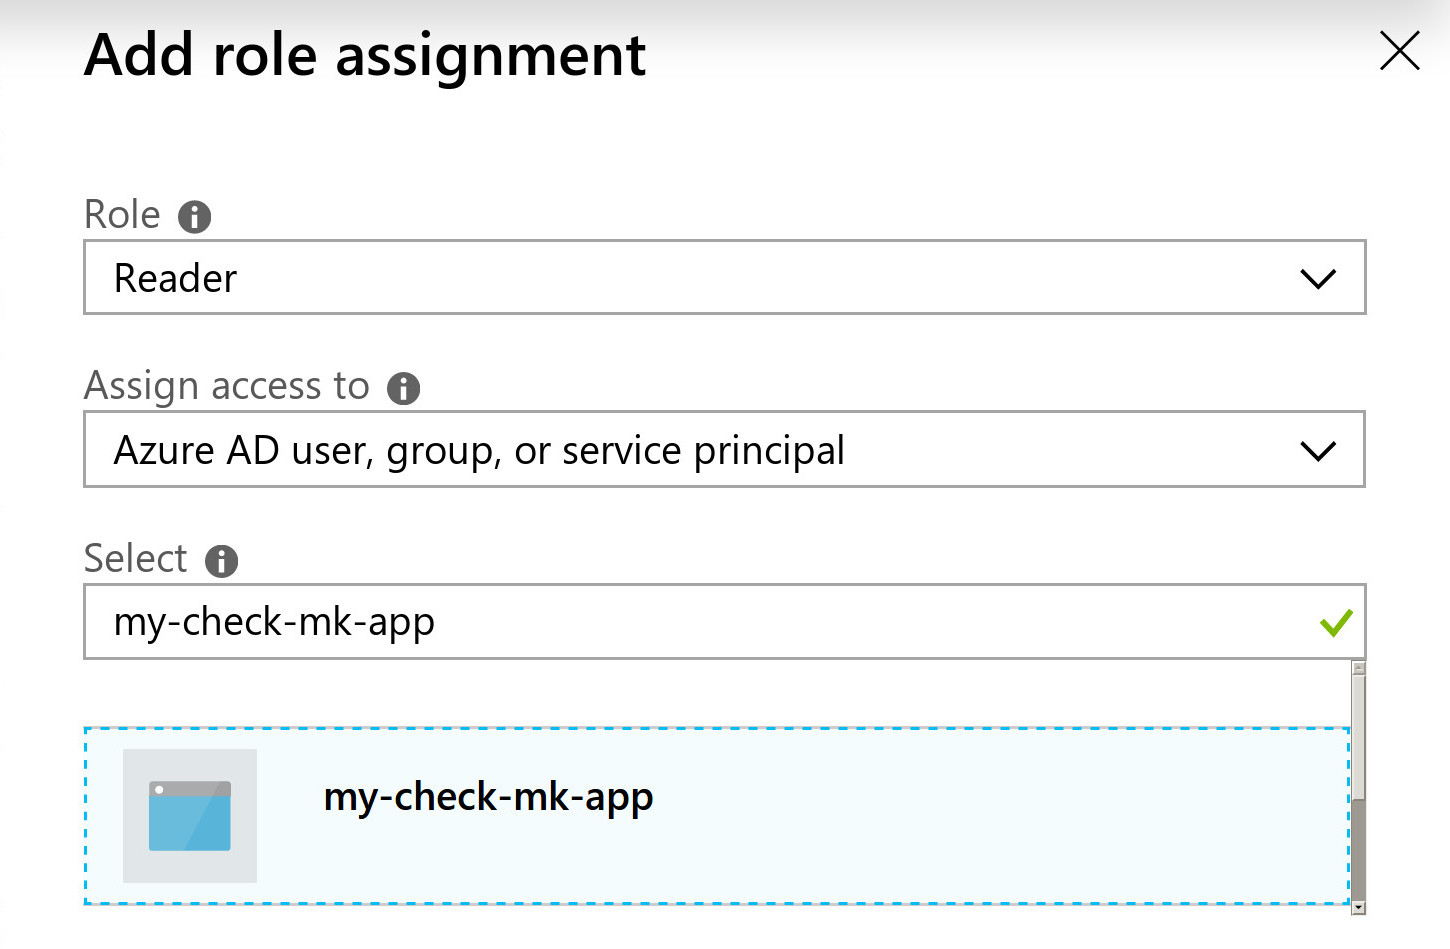 Add role assignment
Role
Reader
Assign access to
Azure AD user, group, or service principal
Select
my-check-mk-app
my-check-mk-app